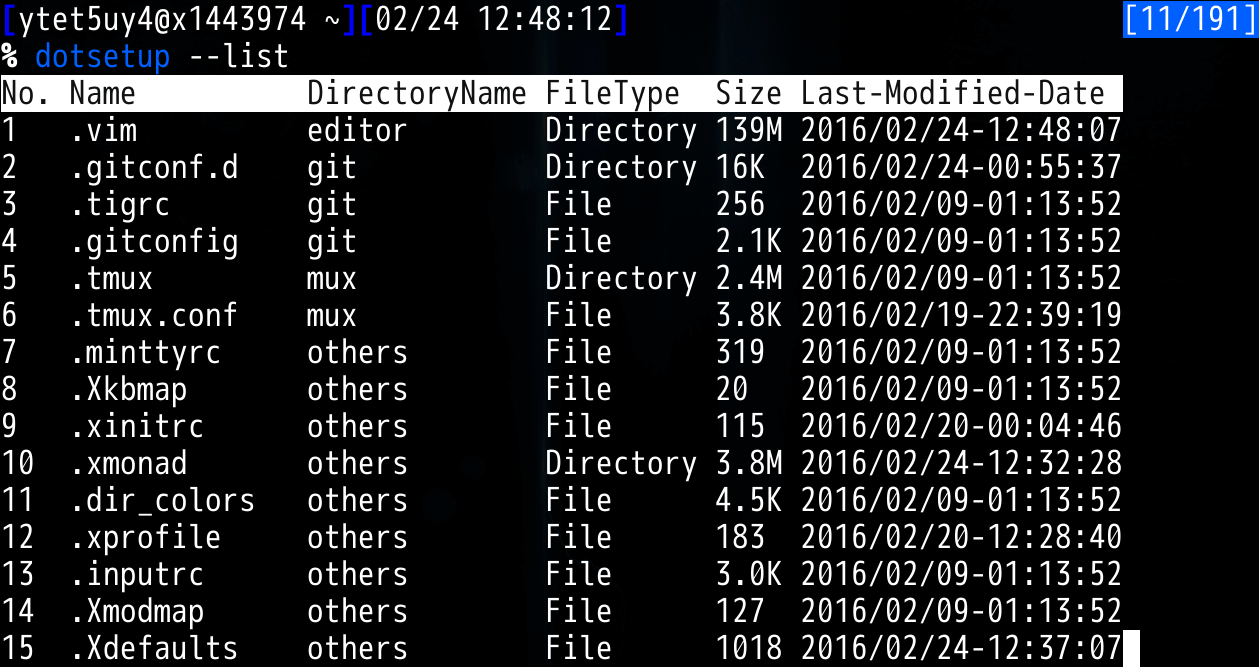 [ytet5uy4@x1443974 ~][02/24 12:48:12] [11/191]
% dotsetup --list
No. Name DirectoryName FileType Size Last-Modified-Date
1 .vim editor Directory 139M 2016/02/24-12:48:07
2 .gitconf.d git Directory 16K 2016/02/24-00:55:37
3 .tigrc git File 256 2016/02/09-01:13:52
4 .gitconfig git File 2.1K 2016/02/09-01:13:52
5 .tmux mux Directory 2.4M 2016/02/09-01:13:52
6 .tmux.conf mux File 3.8K 2016/02/19-22:39:19
7 .minttyrc others File 319 2016/02/09-01:13:52
8 .Xkbmap others File 20 2016/02/09-01:13:52
9 .xinitrc others File 115 2016/02/20-00:04:46
10 .xmonad others Directory 3.8M 2016/02/24-12:32:28
11 .dir_colors others File 4.5K 2016/02/09-01:13:52
12 .xprofile others File 183 2016/02/20-12:28:40
13 .inputrc others File 3.0K 2016/02/09-01:13:52
14 .Xmodmap others File 127 2016/02/09-01:13:52
15 .Xdefaults others File 1018 2016/02/24-12:37:07